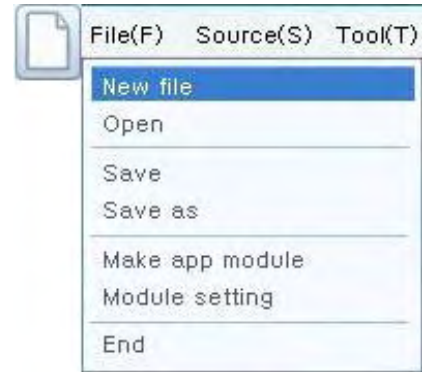 File(F) Source(S) Tool(T)
New file
Open
Save
Save as
Make app module
Module setting
End